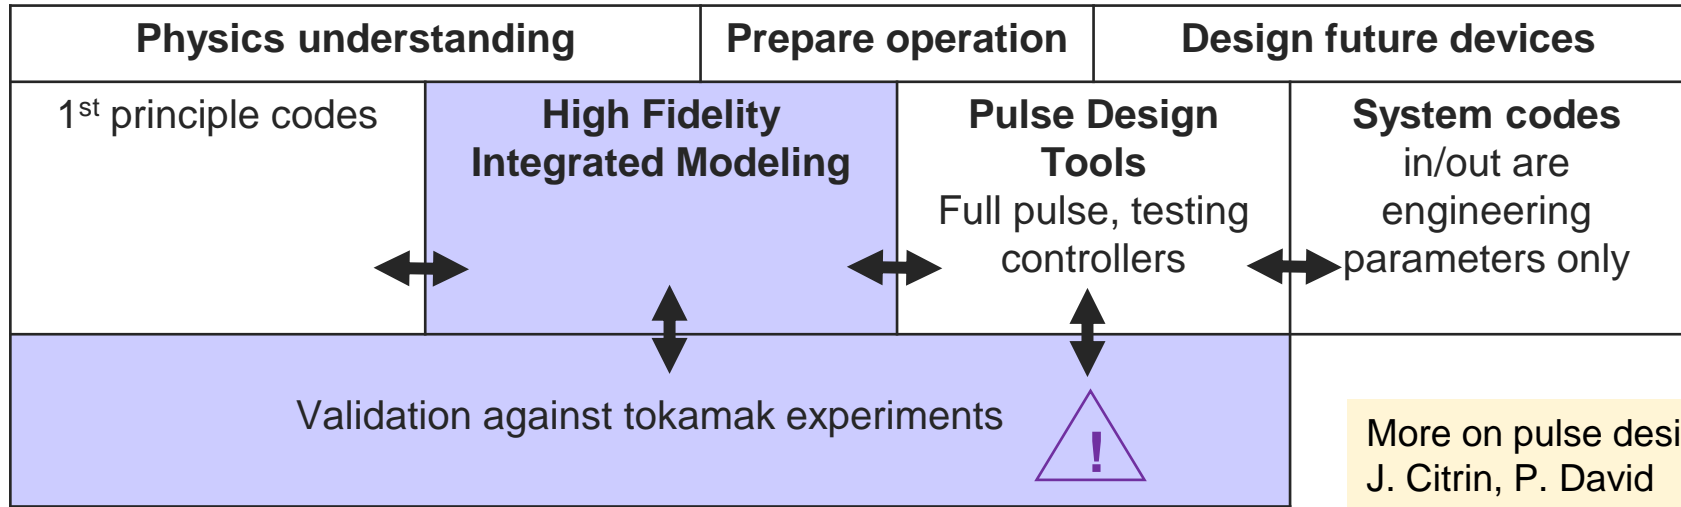 Physics understanding
Prepare operation
Design future devices
1st principle codes
High Fidelity
Integrated Modeling
Pulse Design
Tools
Full pulse, testing
controllers
System codes
in/out are
engineering
parameters only
Validation against tokamak experiments
!
More on pulse desi
J. Citrin, P. David